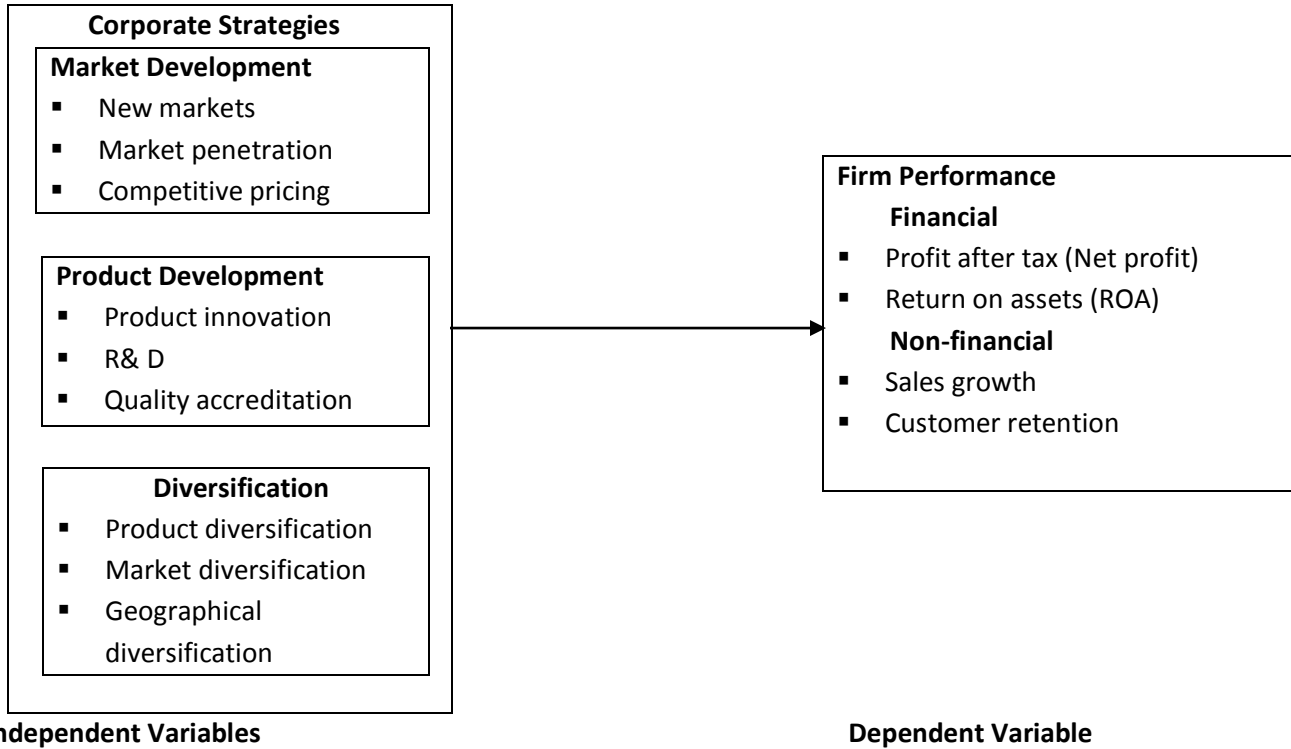 Corporate Strategies
Market Development
▪ New markets
▪ Market penetration
▪ Competitive pricing
Product Development
▪ Product innovation
▪ R& D
▪ Quality accreditation
Diversification
▪ Product diversification
▪ Market diversification
▪ Geographical
diversification
ndependent Variables
Firm Performance
Financial
▪ Profit after tax (Net profit)
▪ Return on assets (ROA)
Non-financial
▪ Sales growth
▪ Customer retention
Dependent Variable